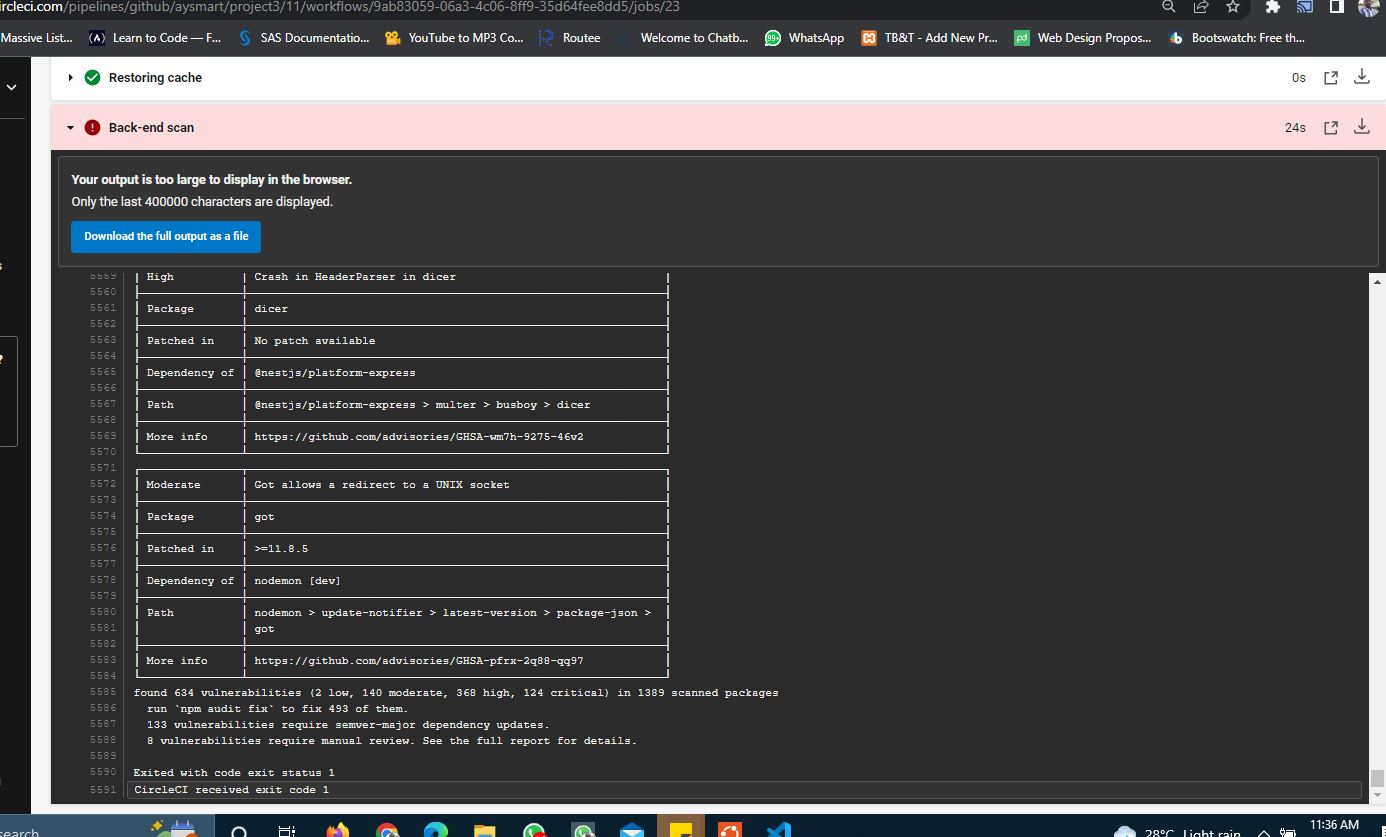 ircleci.com/pipelines/github/aysmart/project3/11/workflows/9ab83059-06a3-4c06-8ff9-35d64fee8dd5/jobs/23
Massive List... Learn to Code — F... SAS Documentatio... YouTube to MP3 Co... Routee Welcome to Chatb... 99+ WhatsApp TB&T - Add New Pr... pd Web Design Propos... Bootswatch: Free th...
Restoring cache 0s
Back-end scan 24s
Your output is too large to display in the browser.
Only the last 400000 characters are displayed.
Download the full output as a file
5559 High Crash in HeaderParser in dicer
5560
5561 Package dicer
5562
5563 Patched in No patch available
5564
5565 Dependency of @nestjs/platform-express
5566
5567 Path @nestjs/platform-express > multer > busboy > dicer
5568
5569 More info https://github.com/advisories/GHSA-wm7h-9275-46v2
5570
5571
5572 Moderate Got allows a redirect to a UNIX socket
5573
5574 Package got
5575
5576 Patched in >=11.8.5
5577
5578 Dependency of nodemon [dev]
5579
5580 Path nodemon > update-notifier > latest-version > package-json >
5581 got
5582
5583 More info https://github.com/advisories/GHSA-pfrx-2q88-qq97
5584
5585 found 634 vulnerabilities (2 low, 140 moderate, 368 high, 124 critical) in 1389 scanned packages
5586 run `npm audit fix` to fix 493 of them.
5587 133 vulnerabilities require semver-major dependency updates.
5588 8 vulnerabilities require manual review. See the full report for details.
5589
5590 Exited with code exit status 1
5591 CircleCI received exit code 1
search 28°C Light rain 11:36 AM